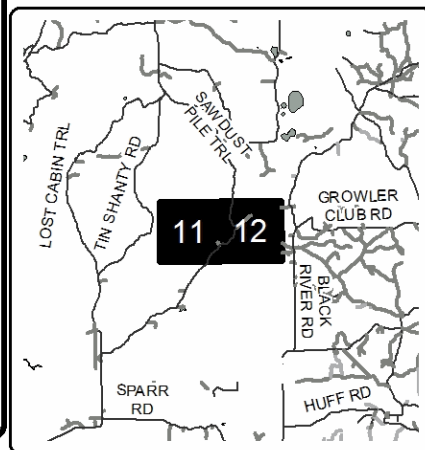 SAWDUST
PILE TRL
LOST CABIN TRL
TIN SHANTY RD
GROWLER
CLUB RD
11 12
BLACK
RIVER RD
SPARR
RD
HUFF RD